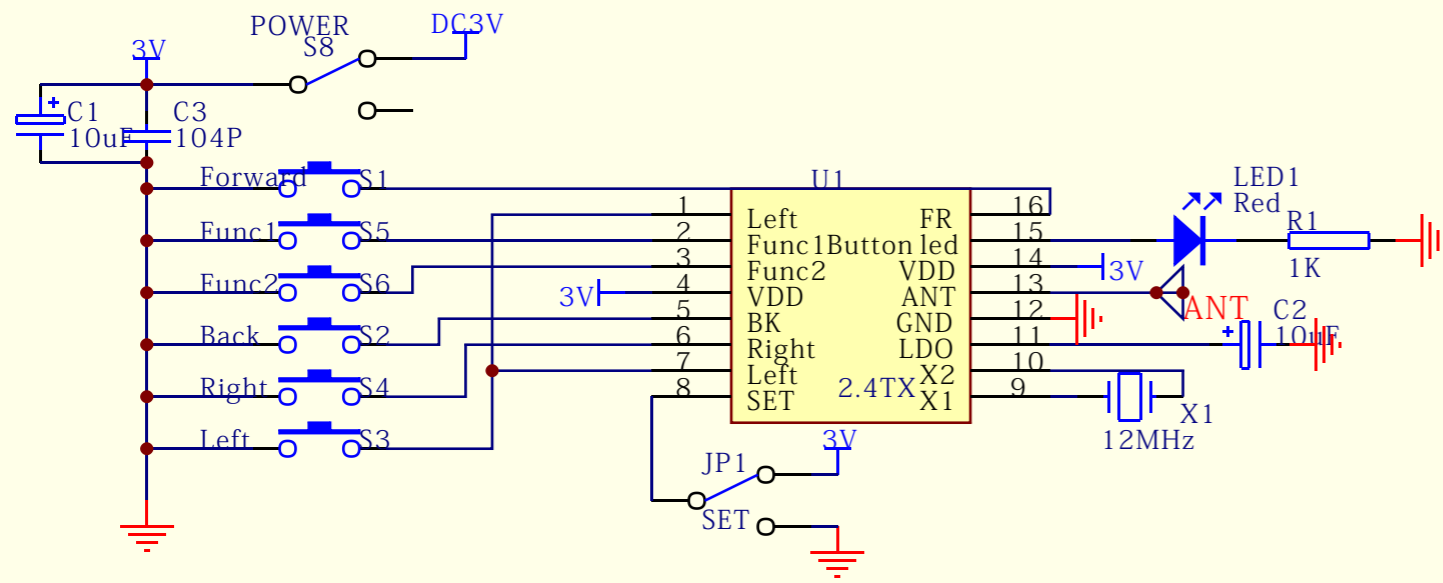 POWER
S8
DC3V
3V
C1
10uF
C3
104P
Forward
S1
Func1
S5
Func2
S6
Back
S2
Right
S4
Left
S3
U1
1
2
3
4
5
6
7
8
3V
Left
Func1
Func2
VDD
BK
Right
Left
SET
FR
Button led
VDD
ANT
GND
LDO
X2
X1
2.4TX
16
15
14
13
12
11
10
9
LED1
Red
R1
1K
3V
ANT
C2
10uF
X1
12MHz
JP1
SET
3V